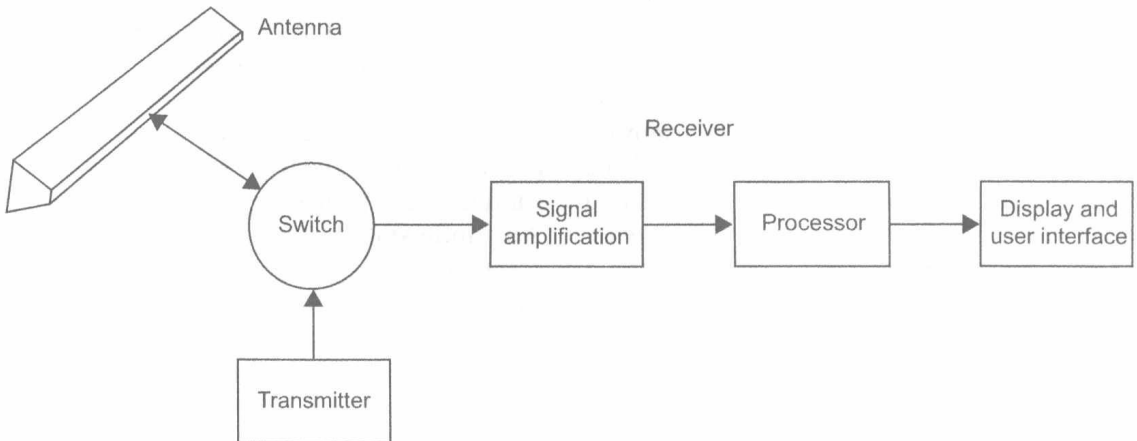 Antenna
Receiver
Switch
Signal
amplification
Processor
Display and
user interface
Transmitter